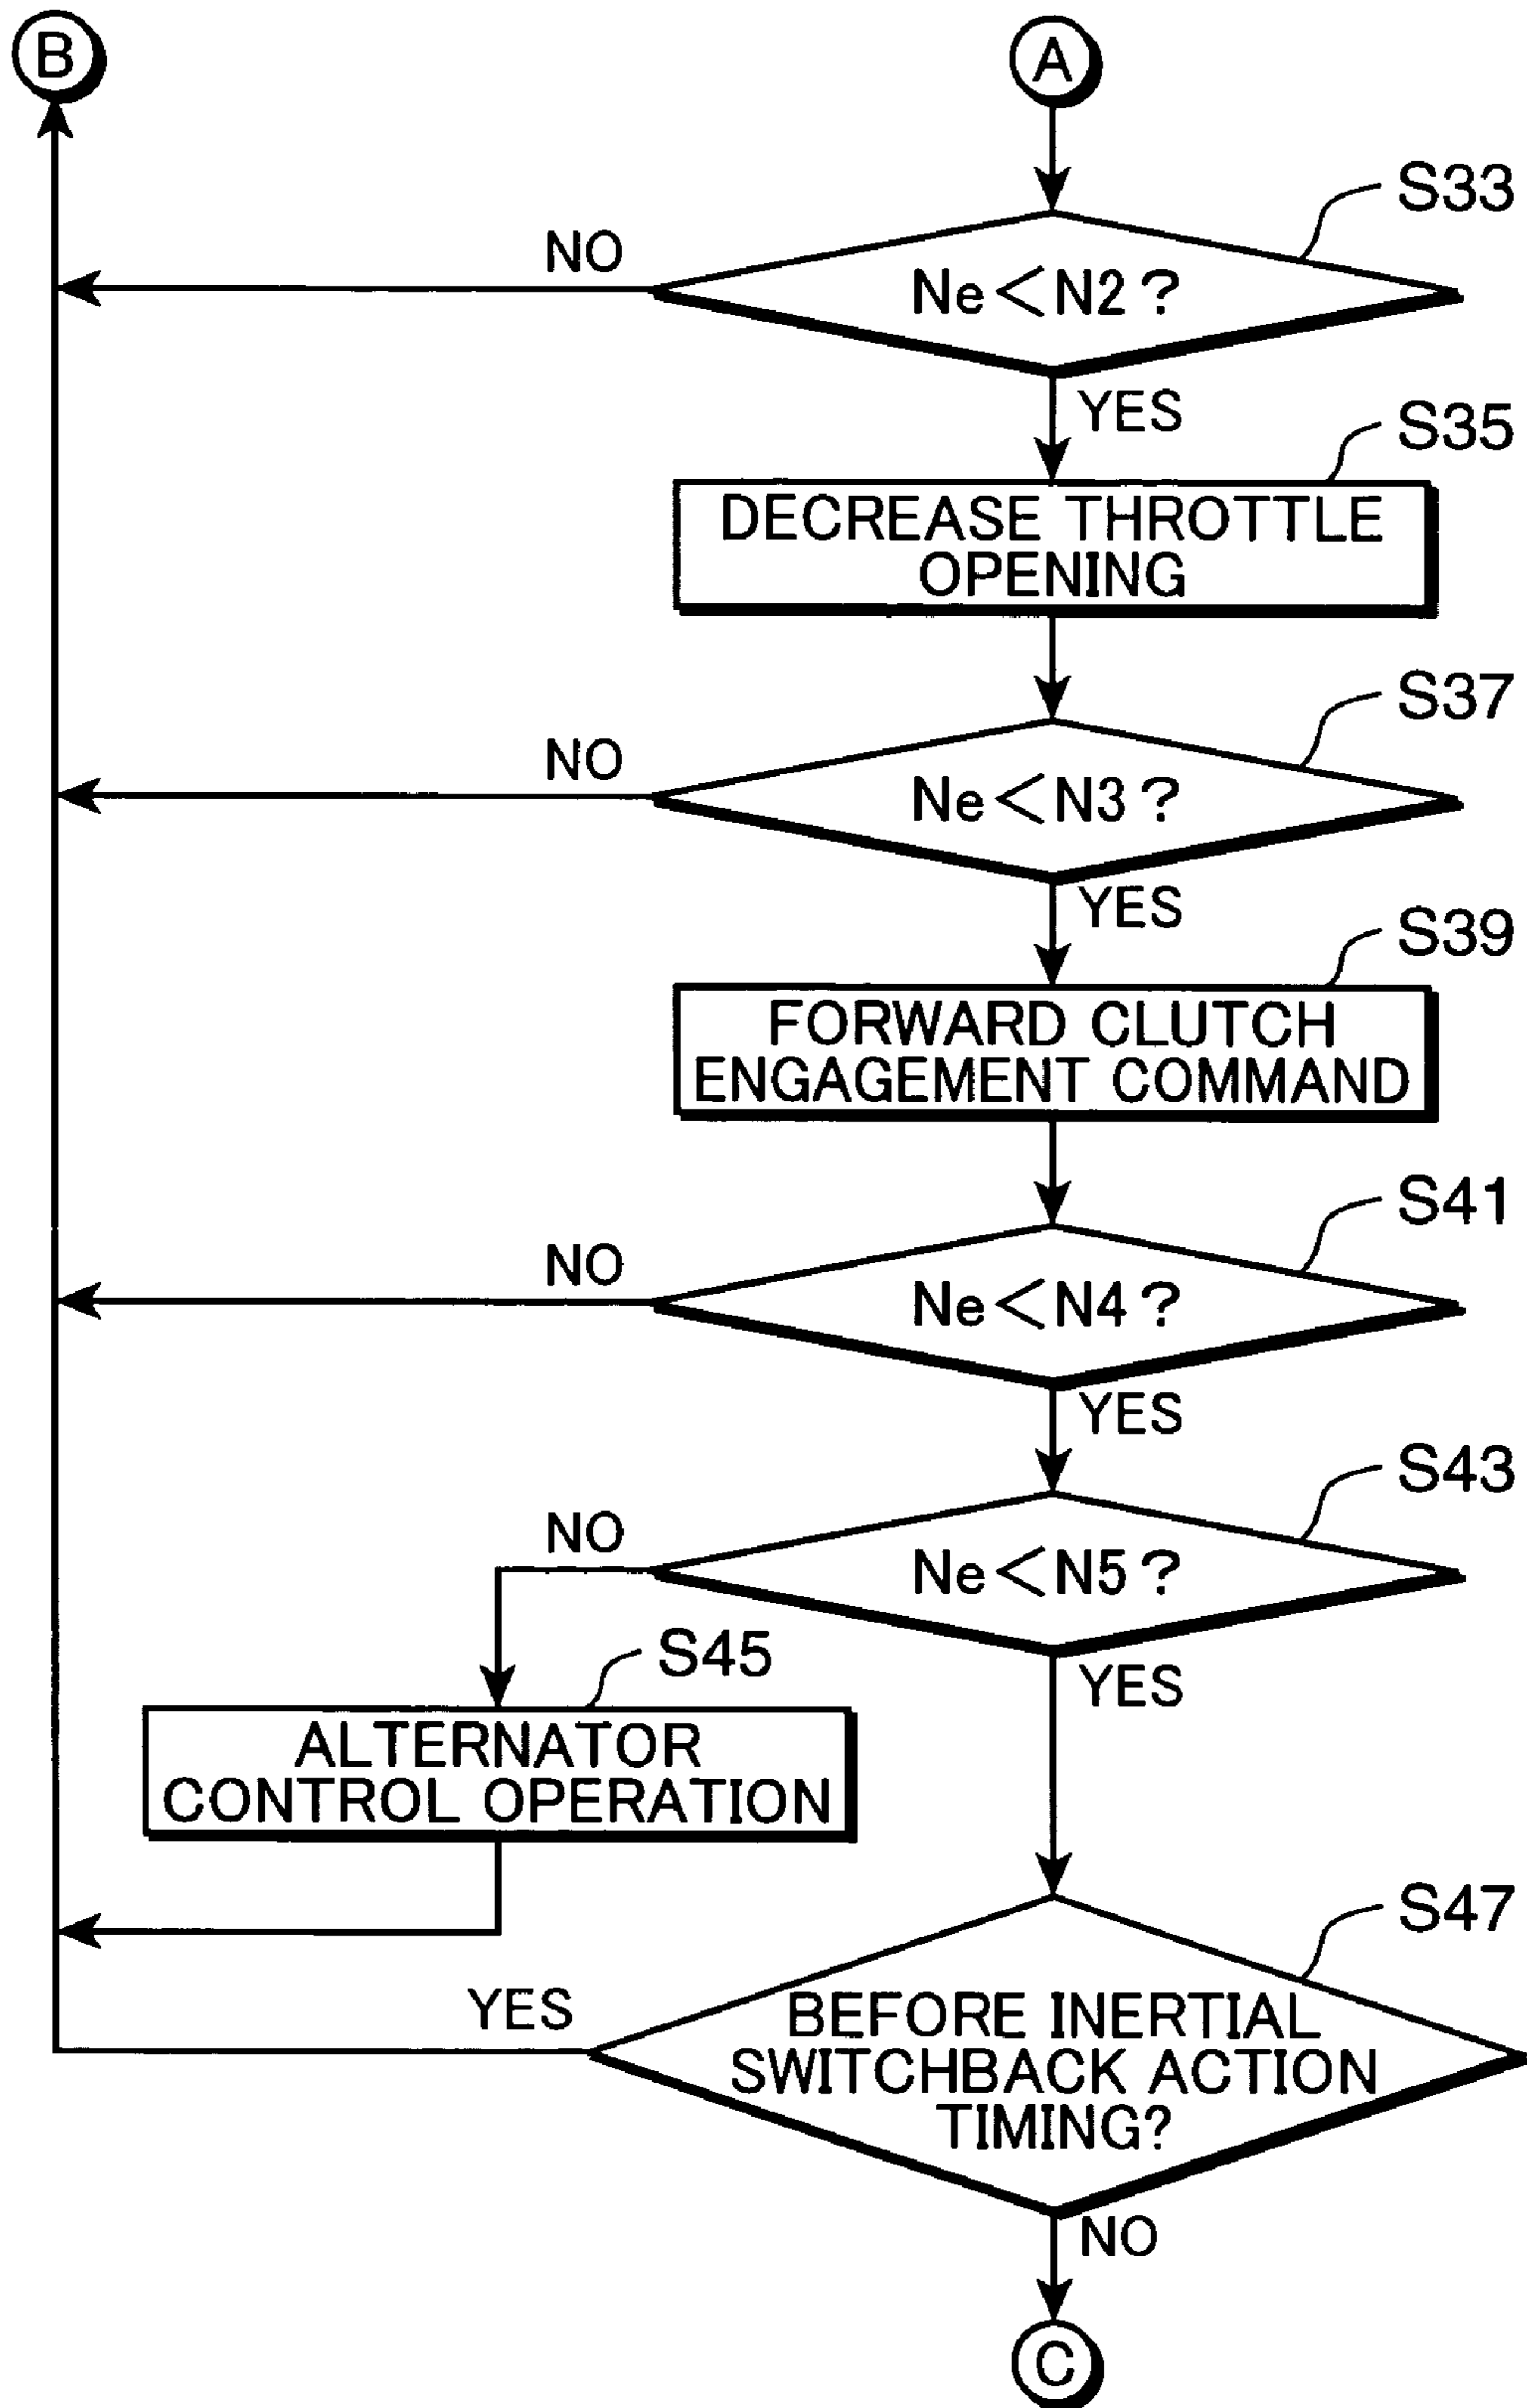 B
A
S33
NO
Ne<N2?
YES
S35
DECREASE THROTTLE
OPENING
S37
NO
Ne<N3?
YES
S39
FORWARD CLUTCH
ENGAGEMENT COMMAND
S41
NO
Ne<N4?
YES
S43
NO
Ne<N5?
S45
YES
ALTERNATOR
CONTROL OPERATION
S47
YES
BEFORE INERTIAL
SWITCHBACK ACTION
TIMING?
NO
C